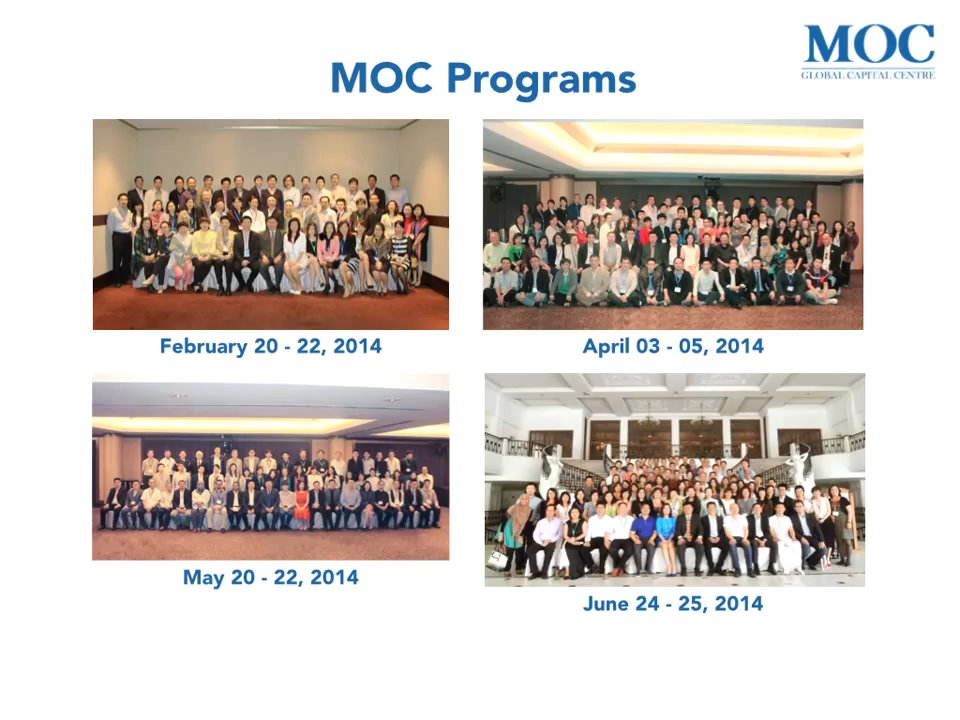 MOC
GLOBAL CAPITAL CENTRE
MOC Programs
February 20 - 22, 2014
April 03 - 05, 2014
May 20 - 22, 2014
June 24 - 25, 2014